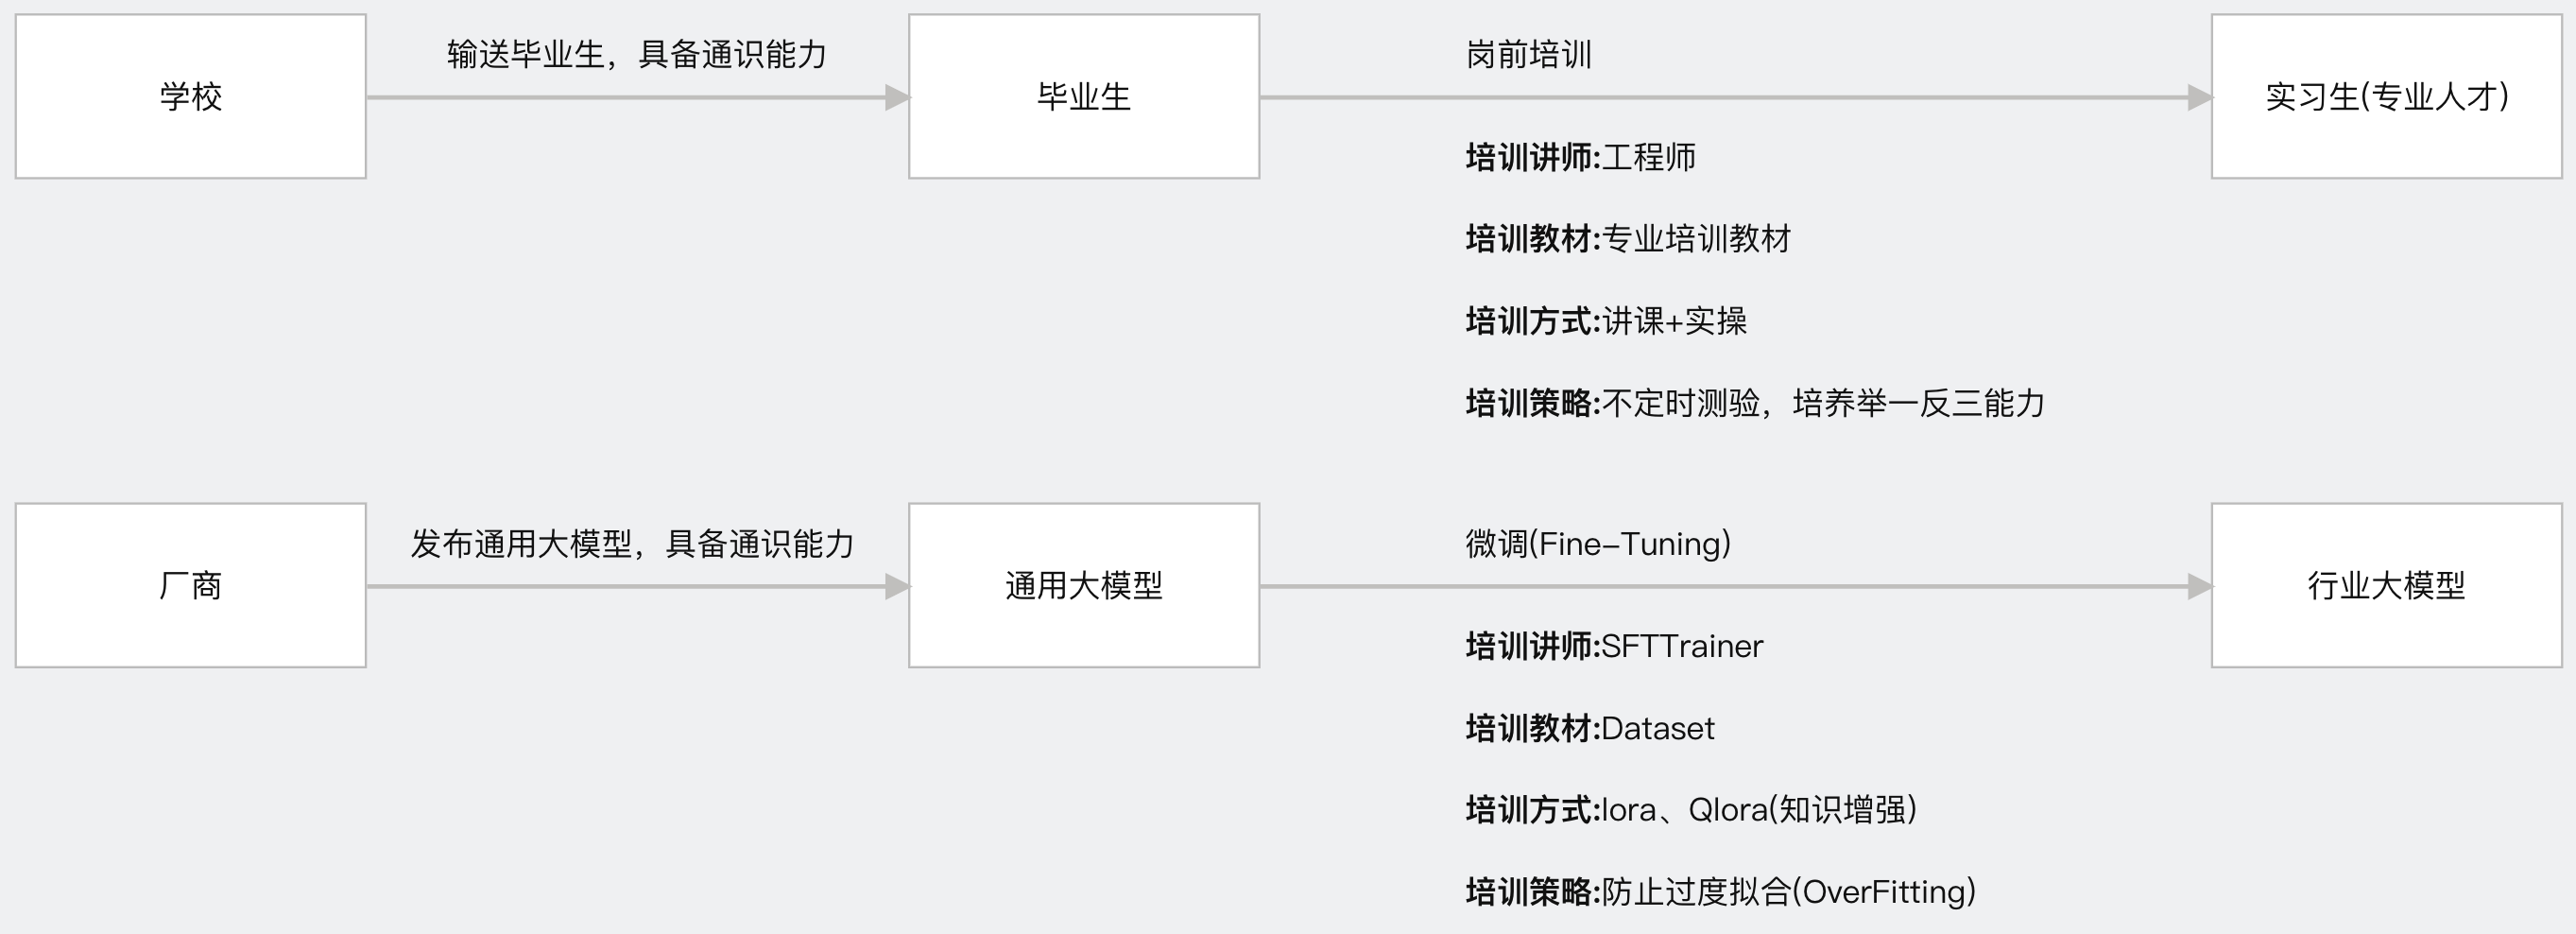 学校
输送毕业生，具备通识能力
毕业生
岗前培训
实习生(专业人才)
培训讲师:工程师
培训教材:专业培训教材
培训方式:讲课+实操
培训策略:不定时测验，培养举一反三能力
厂商
发布通用大模型，具备通识能力
通用大模型
微调(Fine-Tuning)
行业大模型
培训讲师:SFTTrainer
培训教材:Dataset
培训方式:lora、Qlora(知识增强)
培训策略:防止过度拟合(OverFitting)